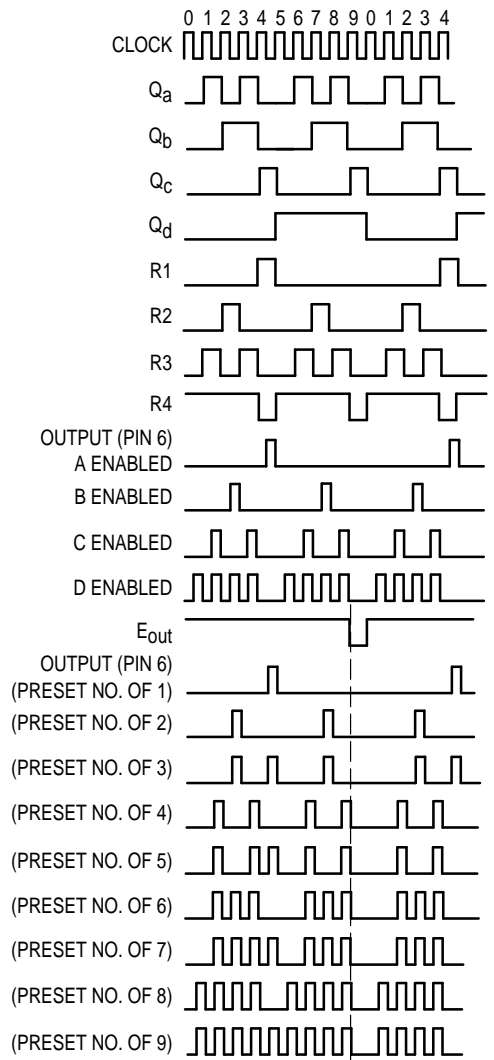 0 1 2 3 4 5 6 7 8 9 0 1 2 3 4
CLOCK
Qa
Qb
Qc
Qd
R1
R2
R3
R4
OUTPUT (PIN 6)
A ENABLED
B ENABLED
C ENABLED
D ENABLED
Eout
OUTPUT (PIN 6)
(PRESET NO. OF 1)
(PRESET NO. OF 2)
(PRESET NO. OF 3)
(PRESET NO. OF 4)
(PRESET NO. OF 5)
(PRESET NO. OF 6)
(PRESET NO. OF 7)
(PRESET NO. OF 8)
(PRESET NO. OF 9)